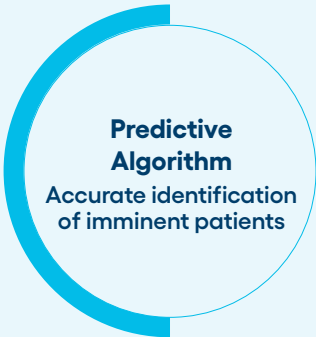 Predictive
Algorithm
Accurate identification
of imminent patients